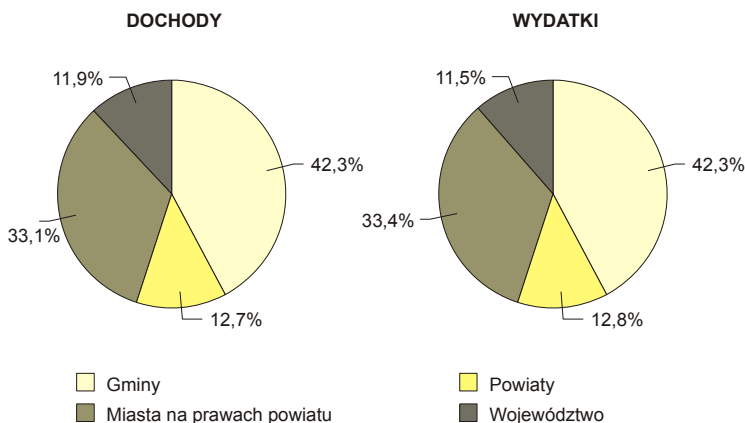 DOCHODY
11,9%
42,3%
33,1%
12,7%
WYDATKI
11,5%
42,3%
33,4%
12,8%
Gminy
Powiaty
Miasta na prawach powiatu
Województwo